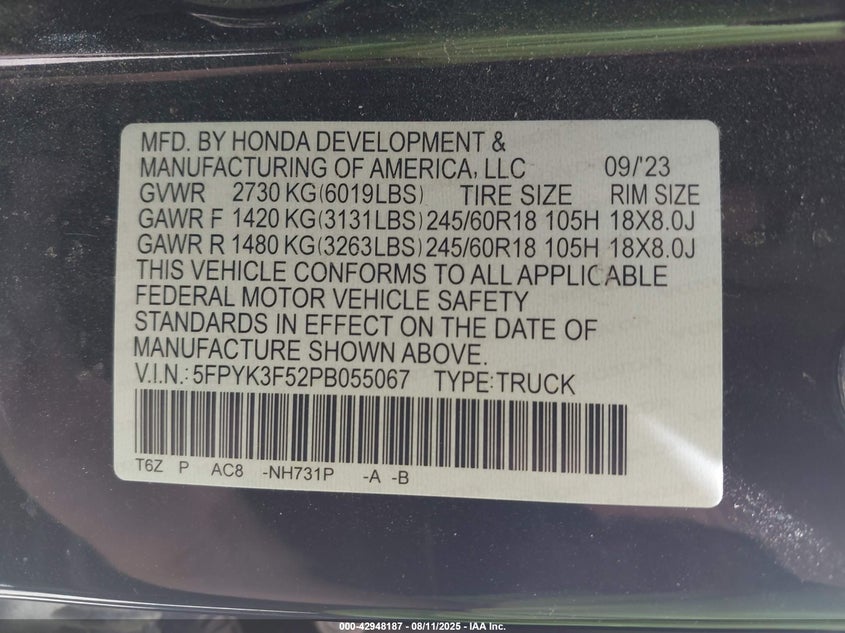 MFD. BY HONDA DEVELOPMENT &
MANUFACTURING OF AMERICA, LLC 09/'23
GVWR 2730 KG(6019LBS) TIRE SIZE RIM SIZE
GAWR F 1420 KG(3131LBS) 245/60R18 105H 18X8.0J
GAWR R 1480 KG(3263LBS) 245/60R18 105H 18X8.0J
THIS VEHICLE CONFORMS TO ALL APPLICABLE
FEDERAL MOTOR VEHICLE SAFETY
STANDARDS IN EFFECT ON THE DATE OF
MANUFACTURE SHOWN ABOVE.
V.I.N.: 5FPYK3F52PB055067 TYPE:TRUCK
T6Z P AC8 -NH731P -A -B
000-42948187 - 08/11/2025 - IAA Inc.